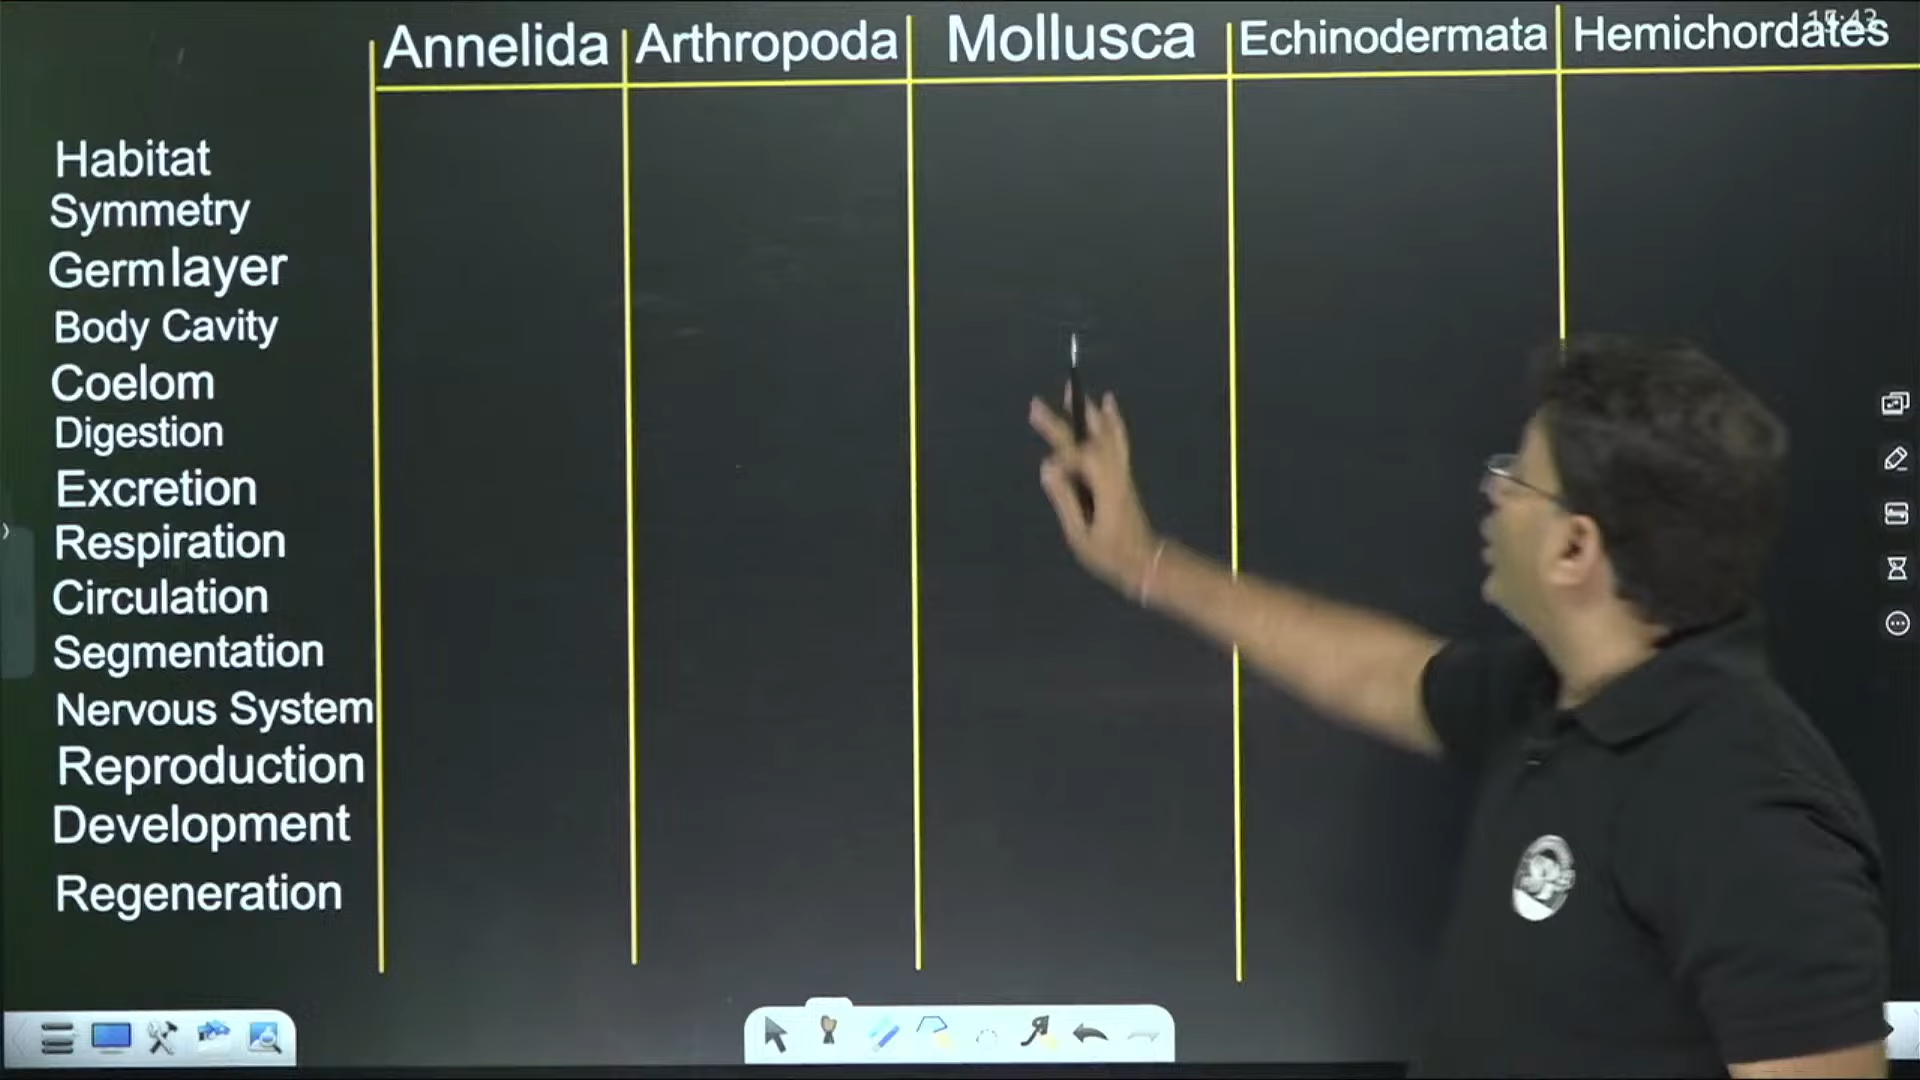 Annelida Arthropoda Mollusca Echinodermata Hemichordates
Habitat
Symmetry
Germ layer
Body Cavity
Coelom
Digestion
Excretion
Respiration
Circulation
Segmentation
Nervous System
Reproduction
Development
Regeneration